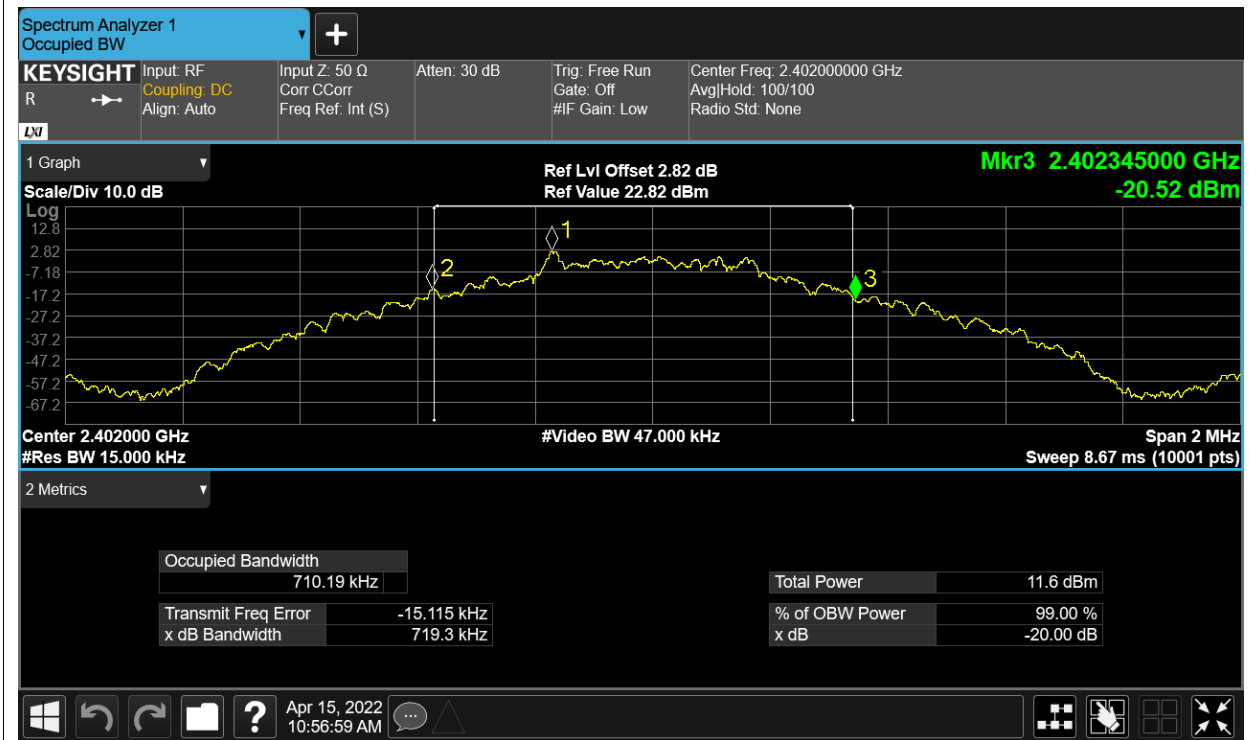 Spectrum Analyzer 1
Occupied BW
KEYSIGHT
R
LXI
Input: RF
Coupling: DC
Align: Auto
Input Z: 50 Ω
Corr CCorr
Freq Ref: Int (S)
Atten: 30 dB
Trig: Free Run
Gate: Off
#IF Gain: Low
Center Freq: 2.402000000 GHz
Avg|Hold: 100/100
Radio Std: None
1 Graph
Scale/Div 10.0 dB
Ref Lvl Offset 2.82 dB
Ref Value 22.82 dBm
Mkr3 2.402345000 GHz
-20.52 dBm
Log
12.8
2.82
-7.18
-17.2
-27.2
-37.2
-47.2
-57.2
-67.2
1
2
3
Center 2.402000 GHz
#Video BW 47.000 kHz
Span 2 MHz
#Res BW 15.000 kHz
Sweep 8.67 ms (10001 pts)
2 Metrics
Occupied Bandwidth
710.19 kHz
Transmit Freq Error -15.115 kHz
x dB Bandwidth 719.3 kHz
Total Power 11.6 dBm
% of OBW Power 99.00 %
x dB -20.00 dB
?
Apr 15, 2022
10:56:59 AM